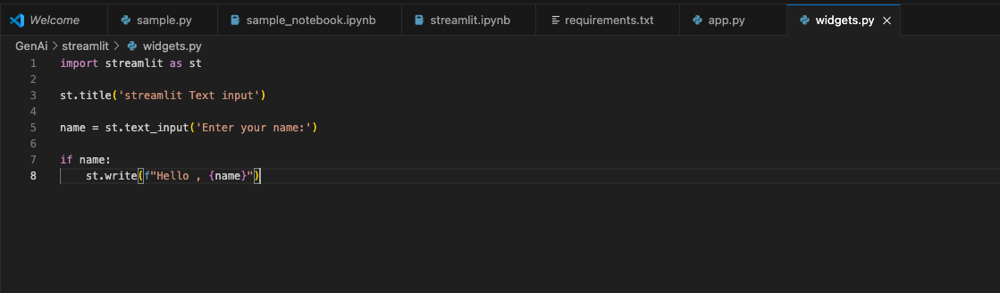 Welcome sample.py sample_notebook.ipynb streamlit.ipynb requirements.txt app.py widgets.py
GenAi > streamlit > widgets.py
1 import streamlit as st
2
3 st.title('streamlit Text input')
4
5 name = st.text_input('Enter your name:')
6
7 if name:
8     st.write(f"Hello , {name}")